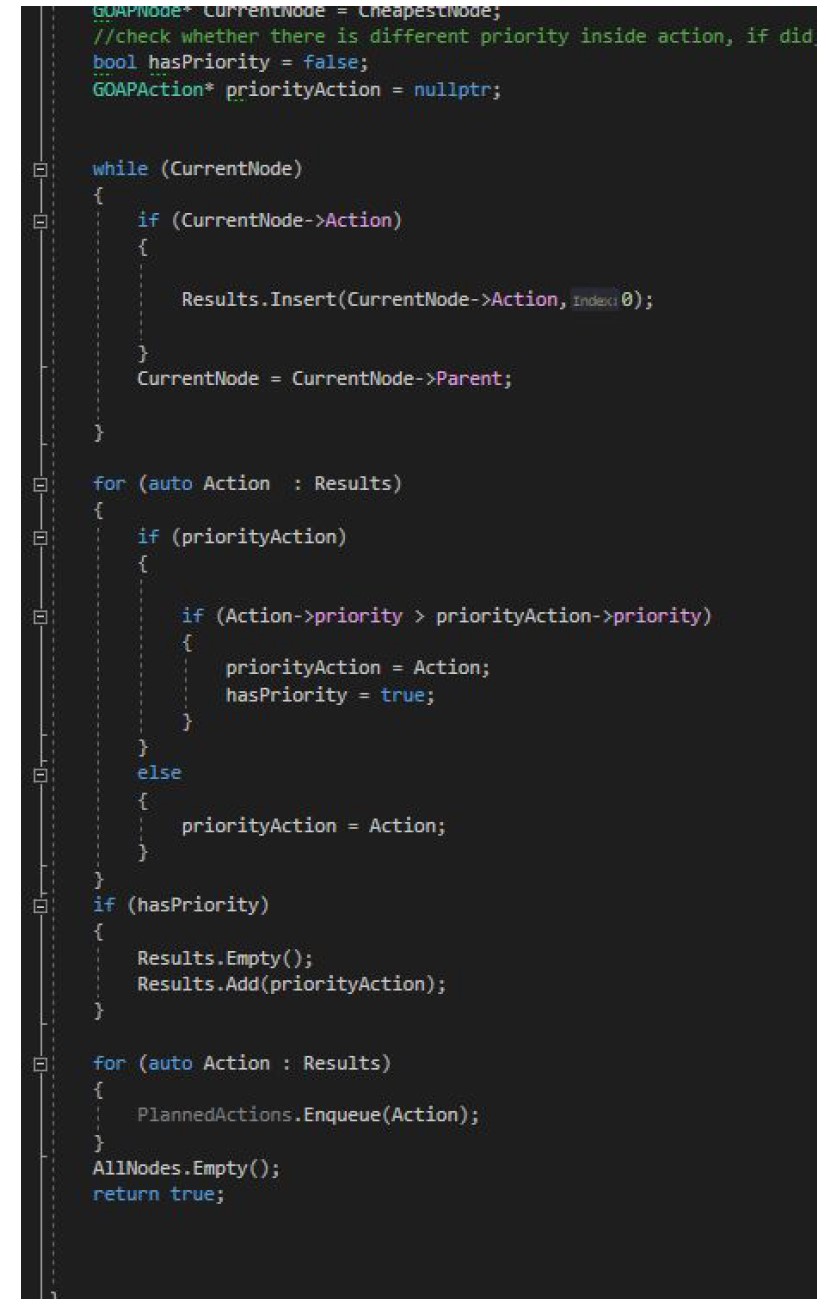 GOAPNode* CurrentNode = CheapestNode;
//check whether there is different priority inside action, if did
bool hasPriority = false;
GOAPAction* priorityAction = nullptr;
while (CurrentNode)
{
if (CurrentNode->Action)
{
Results.Insert(CurrentNode->Action, Index: 0);
}
CurrentNode = CurrentNode->Parent;
}
for (auto Action  : Results)
{
if (priorityAction)
{
if (Action->priority > priorityAction->priority)
{
priorityAction = Action;
hasPriority = true;
}
}
else
{
priorityAction = Action;
}
}
if (hasPriority)
{
Results.Empty();
Results.Add(priorityAction);
}
for (auto Action : Results)
{
PlannedActions.Enqueue(Action);
}
AllNodes.Empty();
return true;